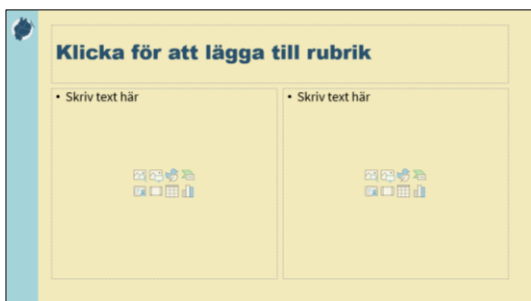 Klicka för att lägga till rubrik
• Skriv text här
• Skriv text här